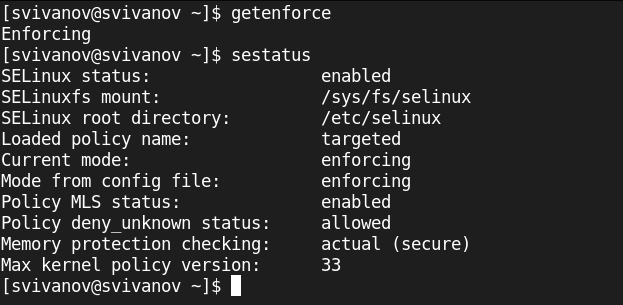 [svivanov@svivanov ~]$ getenforce
Enforcing
[svivanov@svivanov ~]$ sestatus
SELinux status:                 enabled
SELinuxfs mount:                /sys/fs/selinux
SELinux root directory:         /etc/selinux
Loaded policy name:             targeted
Current mode:                   enforcing
Mode from config file:          enforcing
Policy MLS status:              enabled
Policy deny_unknown status:     allowed
Memory protection checking:     actual (secure)
Max kernel policy version:      33
[svivanov@svivanov ~]$